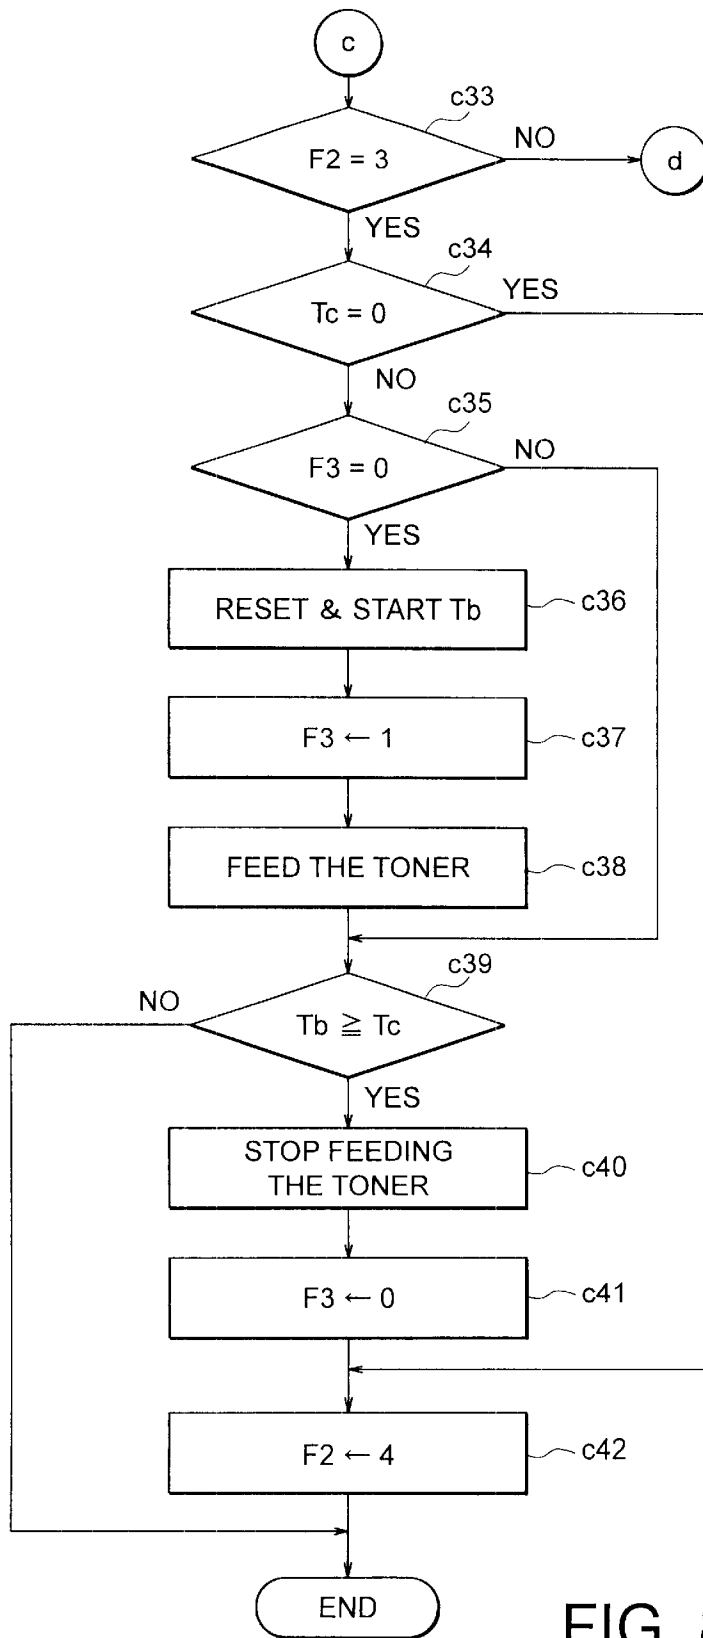 c
c33
F2 = 3
NO
d
YES
c34
Tc = 0
YES
NO
c35
F3 = 0
NO
YES
RESET & START Tb
c36
F3 ← 1
c37
FEED THE TONER
c38
c39
NO
Tb ≧ Tc
YES
STOP FEEDING
THE TONER
c40
F3 ← 0
c41
F2 ← 4
c42
END
FIG.